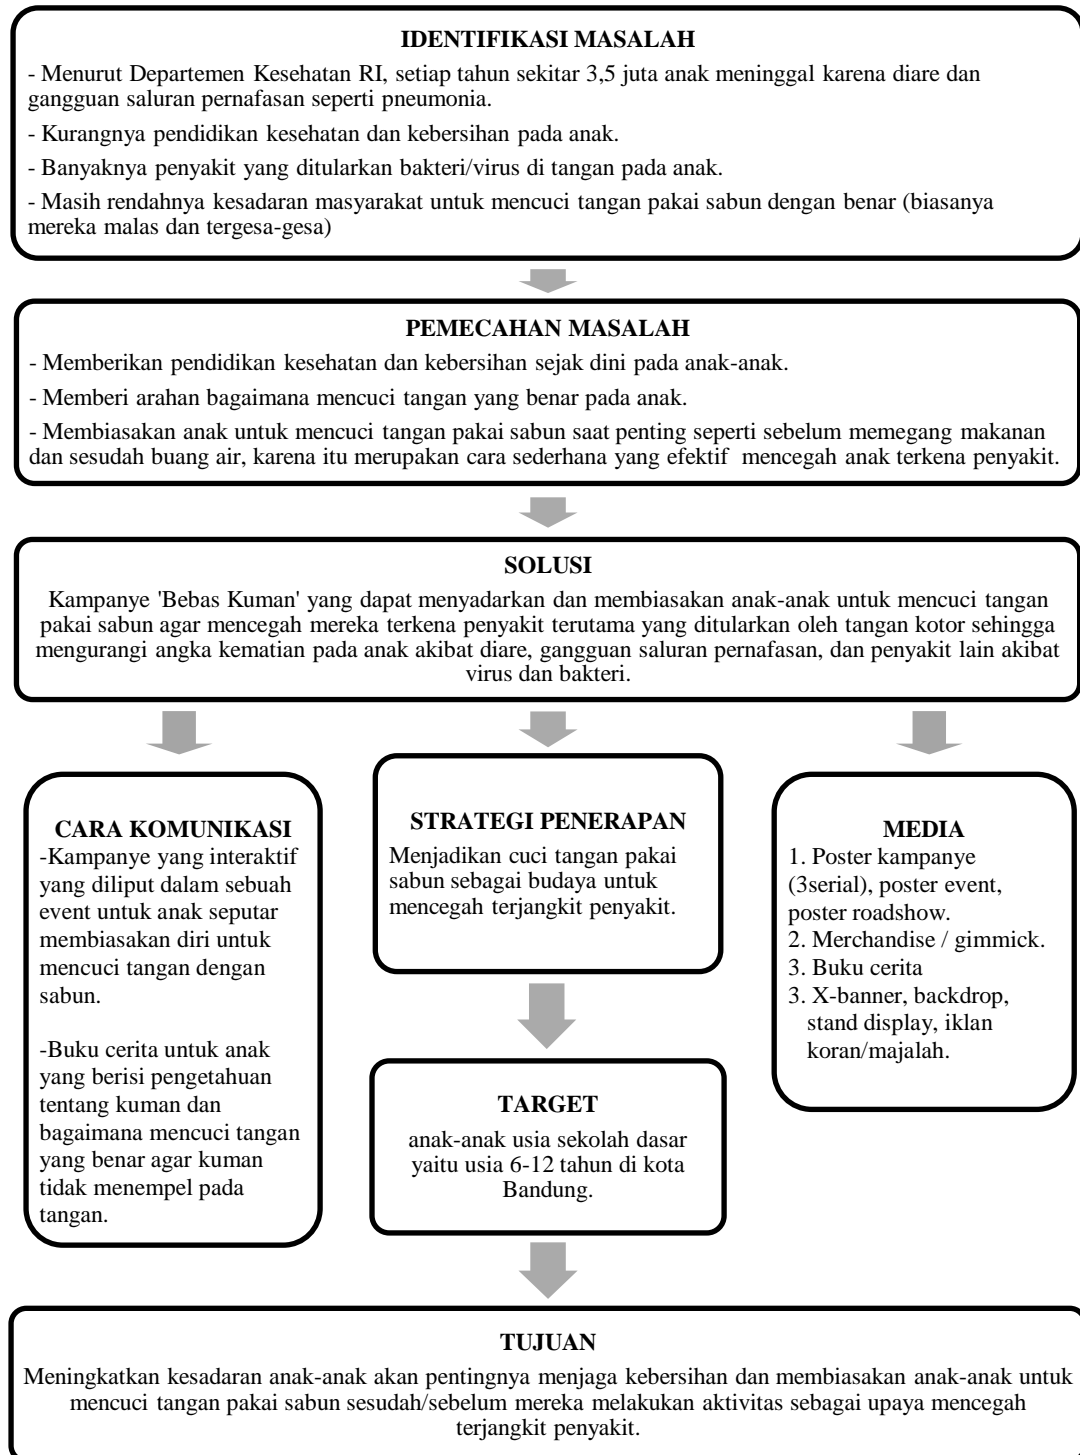 IDENTIFIKASI MASALAH
- Menurut Departemen Kesehatan RI, setiap tahun sekitar 3,5 juta anak meninggal karena diare dan
gangguan saluran pernafasan seperti pneumonia.
- Kurangnya pendidikan kesehatan dan kebersihan pada anak.
- Banyaknya penyakit yang ditularkan bakteri/virus di tangan pada anak.
- Masih rendahnya kesadaran masyarakat untuk mencuci tangan pakai sabun dengan benar (biasanya
mereka malas dan tergesa-gesa)
PEMECAHAN MASALAH
- Memberikan pendidikan kesehatan dan kebersihan sejak dini pada anak-anak.
- Memberi arahan bagaimana mencuci tangan yang benar pada anak.
- Membiasakan anak untuk mencuci tangan pakai sabun saat penting seperti sebelum memegang makanan
dan sesudah buang air, karena itu merupakan cara sederhana yang efektif mencegah anak terkena penyakit.
SOLUSI
Kampanye 'Bebas Kuman' yang dapat menyadarkan dan membiasakan anak-anak untuk mencuci tangan
pakai sabun agar mencegah mereka terkena penyakit terutama yang ditularkan oleh tangan kotor sehingga
mengurangi angka kematian pada anak akibat diare, gangguan saluran pernafasan, dan penyakit lain akibat
virus dan bakteri.
CARA KOMUNIKASI
-Kampanye yang interaktif
yang diliput dalam sebuah
event untuk anak seputar
membiasakan diri untuk
mencuci tangan dengan
sabun.
-Buku cerita untuk anak
yang berisi pengetahuan
tentang kuman dan
bagaimana mencuci tangan
yang benar agar kuman
tidak menempel pada
tangan.
STRATEGI PENERAPAN
Menjadikan cuci tangan pakai
sabun sebagai budaya untuk
mencegah terjangkit penyakit.
TARGET
anak-anak usia sekolah dasar
yaitu usia 6-12 tahun di kota
Bandung.
MEDIA
1. Poster kampanye
(3serial), poster event,
poster roadshow.
2. Merchandise / gimmick.
3. Buku cerita
3. X-banner, backdrop,
stand display, iklan
koran/majalah.
TUJUAN
Meningkatkan kesadaran anak-anak akan pentingnya menjaga kebersihan dan membiasakan anak-anak untuk
mencuci tangan pakai sabun sesudah/sebelum mereka melakukan aktivitas sebagai upaya mencegah
terjangkit penyakit.